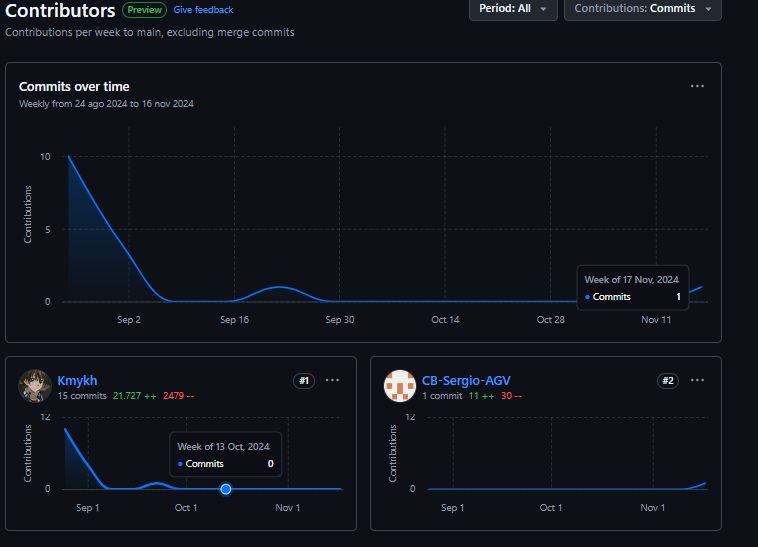 Contributors Preview Give feedback
Period: All
Contributions: Commits
Contributions per week to main, excluding merge commits
Commits over time
Weekly from 24 ago 2024 to 16 nov 2024
Contributions
10
5
0
Week of 17 Nov, 2024
Commits 1
Sep 2 Sep 16 Sep 30 Oct 14 Oct 28 Nov 11
Kmykh
#1
15 commits 21.727 ++ 2479 --
Contributions
12
0
Week of 13 Oct, 2024
Commits 0
Sep 1 Oct 1 Nov 1
CB-Sergio-AGV
#2
1 commit 11 ++ 30 --
Contributions
12
0
Sep 1 Oct 1 Nov 1